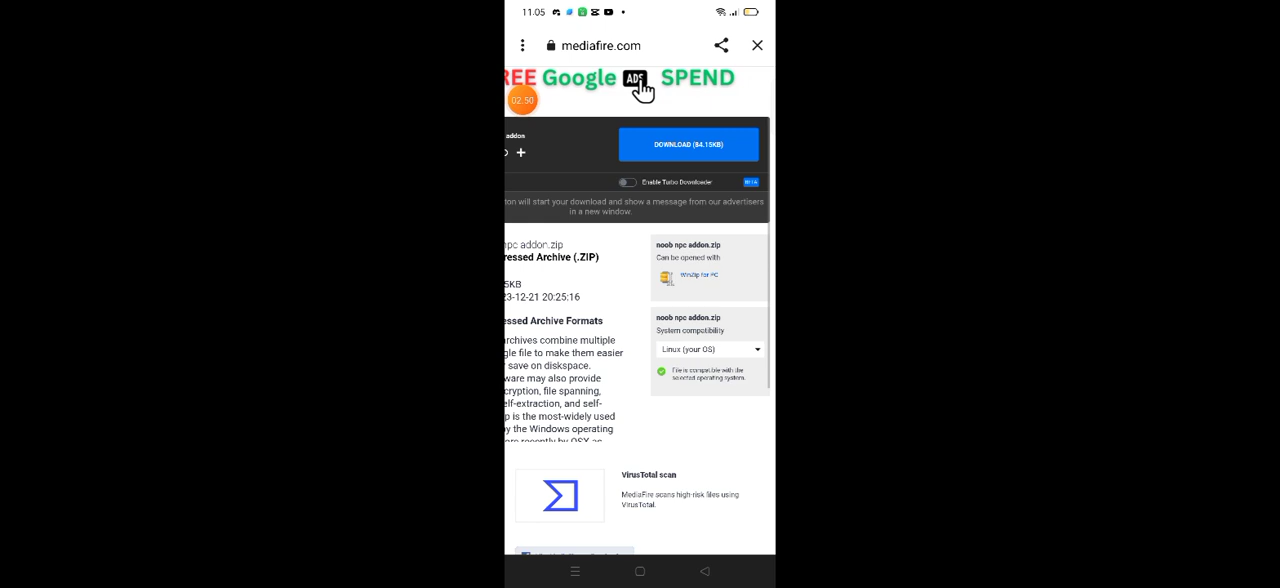 11.05
mediafire.com
REE Google ADS SPEND
02.50
addon
DOWNLOAD (84.15KB)
Enable Turbo Downloader BETA
ton will start your download and show a message from our advertisers
in a new window.
npc addon.zip
ressed Archive (.ZIP)
5KB
23-12-21 20:25:16
essed Archive Formats
archives combine multiple
gle file to make them easier
save on diskspace.
ware may also provide
cryption, file spanning,
elf-extraction, and self-
p is the most-widely used
by the Windows operating
ore recently by OSX as
noob npc addon.zip
Can be opened with
WinZip for PC
noob npc addon.zip
System compatibility
Linux (your OS)
File is compatible with the
selected operating system.
VirusTotal scan
MediaFire scans high-risk files using
VirusTotal.